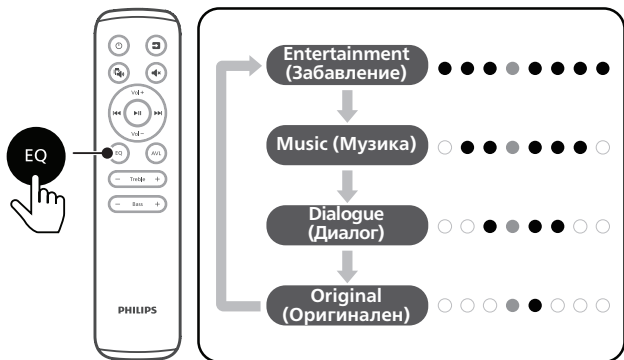 Vol+
Vol−
EQ
AVL
− Treble +
− Bass +
PHILIPS
EQ
Entertainment
(Забавление)
Music (Музика)
Dialogue
(Диалог)
Original
(Оригинален)